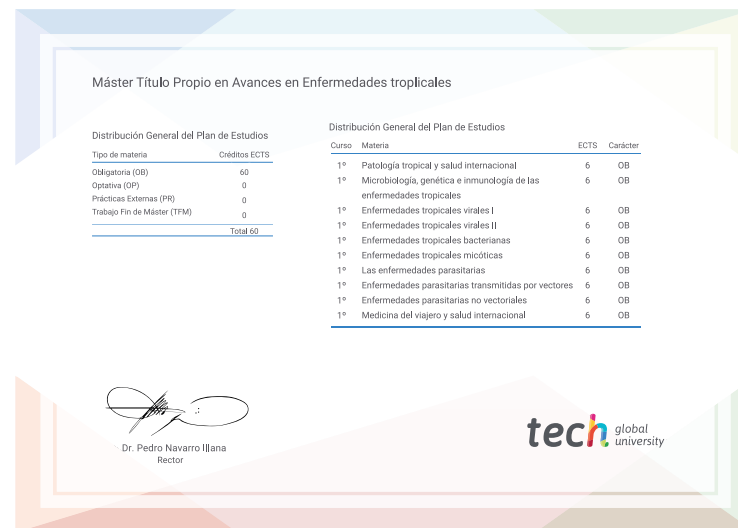 Máster Título Propio en Avances en Enfermedades troplicales
Distribución General del Plan de Estudios
Tipo de materia Créditos ECTS
Obligatoria (OB) 60
Optativa (OP) 0
Prácticas Externas (PR) 0
Trabajo Fin de Máster (TFM) 0
Total 60
Distribución General del Plan de Estudios
Curso Materia ECTS Carácter
1º Patología tropical y salud internacional 6 OB
1º Microbiología, genética e inmunología de las 6 OB
enfermedades tropicales
1º Enfermedades tropicales virales I 6 OB
1º Enfermedades tropicales virales II 6 OB
1º Enfermedades tropicales bacterianas 6 OB
1º Enfermedades tropicales micóticas 6 OB
1º Las enfermedades parasitarias 6 OB
1º Enfermedades parasitarias transmitidas por vectores 6 OB
1º Enfermedades parasitarias no vectoriales 6 OB
1º Medicina del viajero y salud internacional 6 OB
Dr. Pedro Navarro Illana
Rector
tech global
university